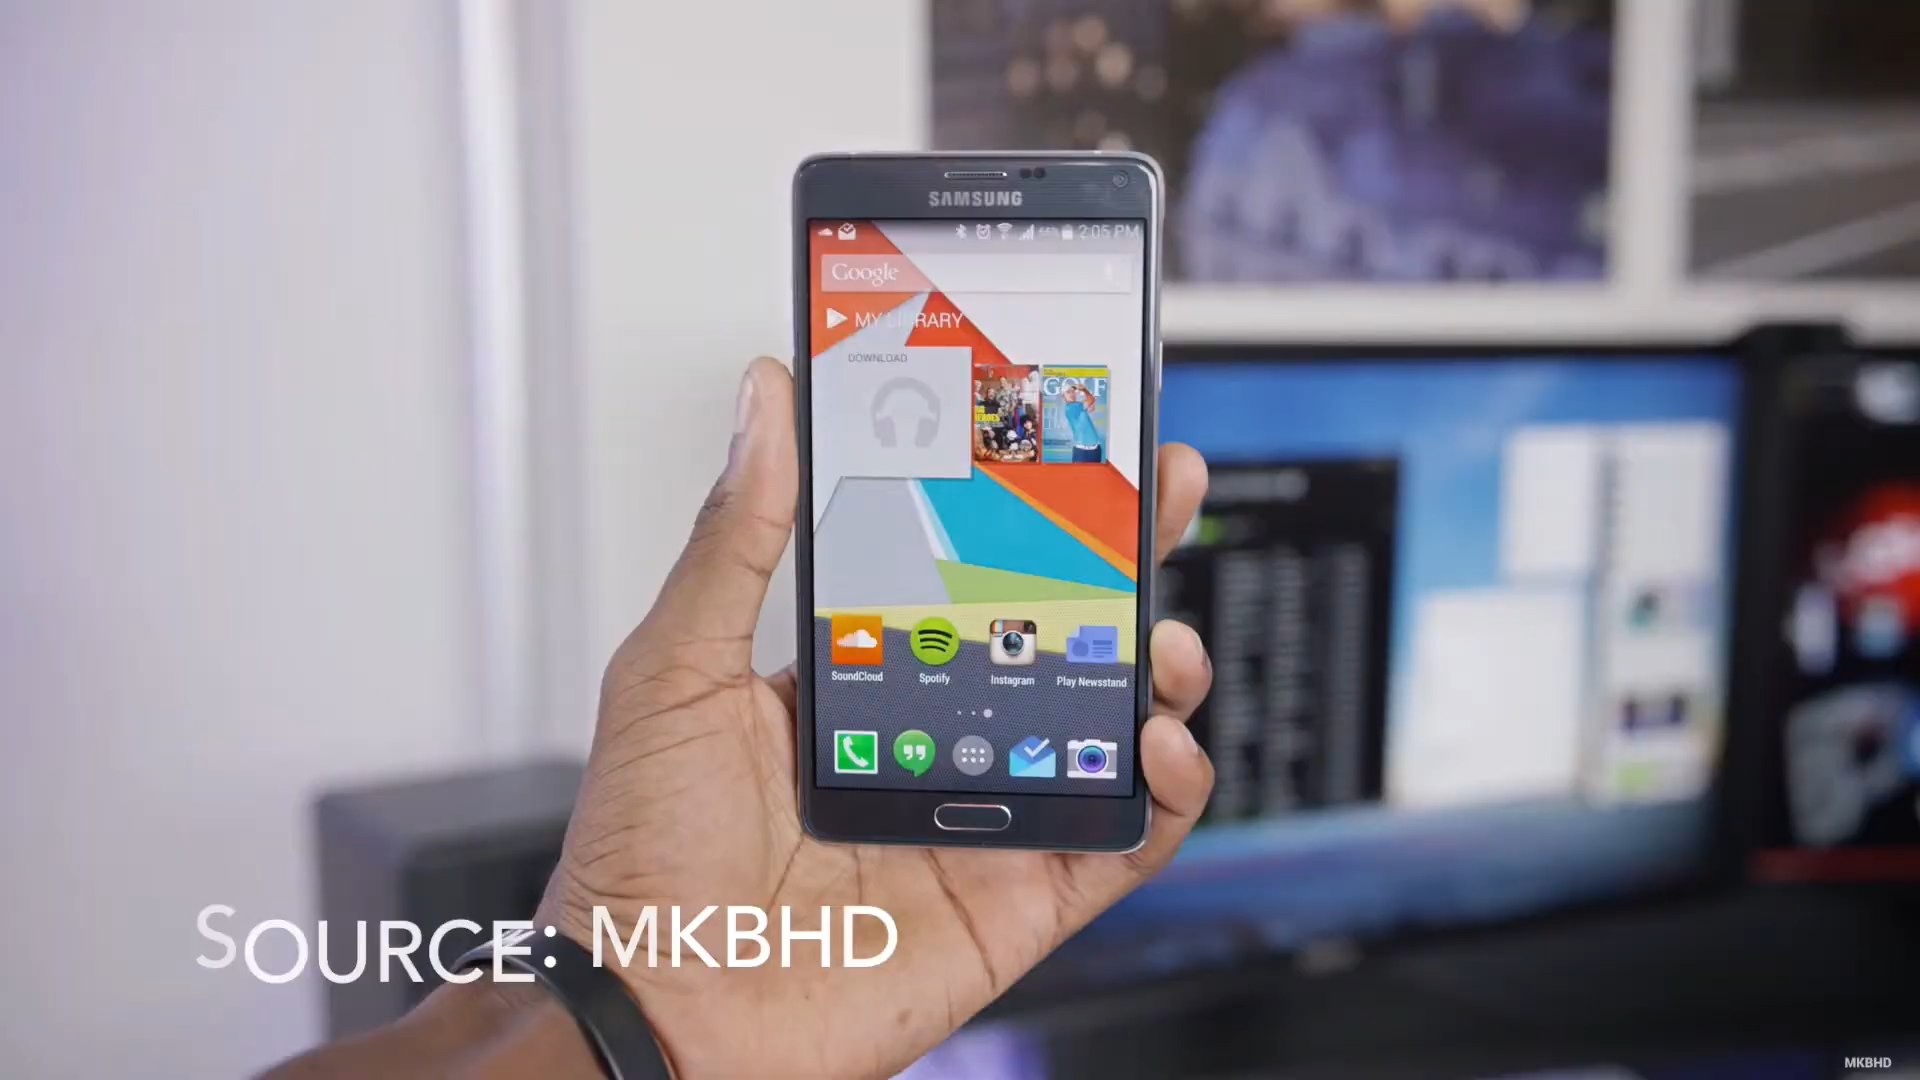 SAMSUNG
2:05 PM
Google
MY LIBRARY
DOWNLOAD
GOLF
SoundCloud
Spotify
Instagram
Play Newsstand
SOURCE: MKBHD
MKBHD